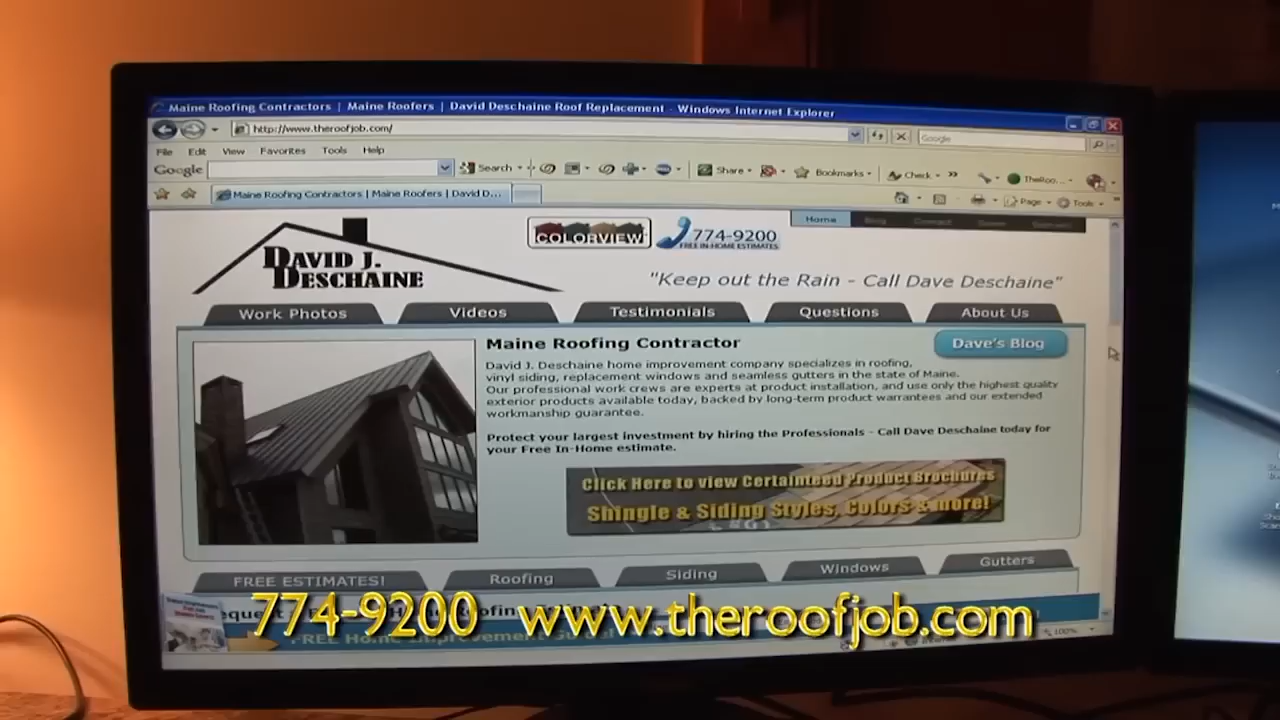 Maine Roofing Contractors | Maine Roofers | David Deschaine Roof Replacement - Windows Internet Explorer
http://www.theroofjob.com/
Google
File Edit View Favorites Tools Help
Google Search Share Bookmarks Check » TheRoo...
Maine Roofing Contractors | Maine Roofers | David D...
Page Tools
Home Blog
COLORVIEW
774-9200
FREE IN-HOME ESTIMATES
DAVID J.
DESCHAINE
"Keep out the Rain - Call Dave Deschaine"
Work Photos Videos Testimonials Questions About Us
Maine Roofing Contractor
Dave's Blog
David J. Deschaine home improvement company specializes in roofing,
vinyl siding, replacement windows and seamless gutters in the state of Maine.
Our professional work crews are experts at product installation, and use only the highest quality
exterior products available today, backed by long-term product warrantees and our extended
workmanship guarantee.
Protect your largest investment by hiring the Professionals - Call Dave Deschaine today for
your Free In-Home estimate.
Click Here to view Certainteed Product Brochures
Shingle & Siding Styles, Colors & more!
FREE ESTIMATES! Roofing Siding Windows Gutters
774-9200 www.theroofjob.com
FREE Home Improvement
100%